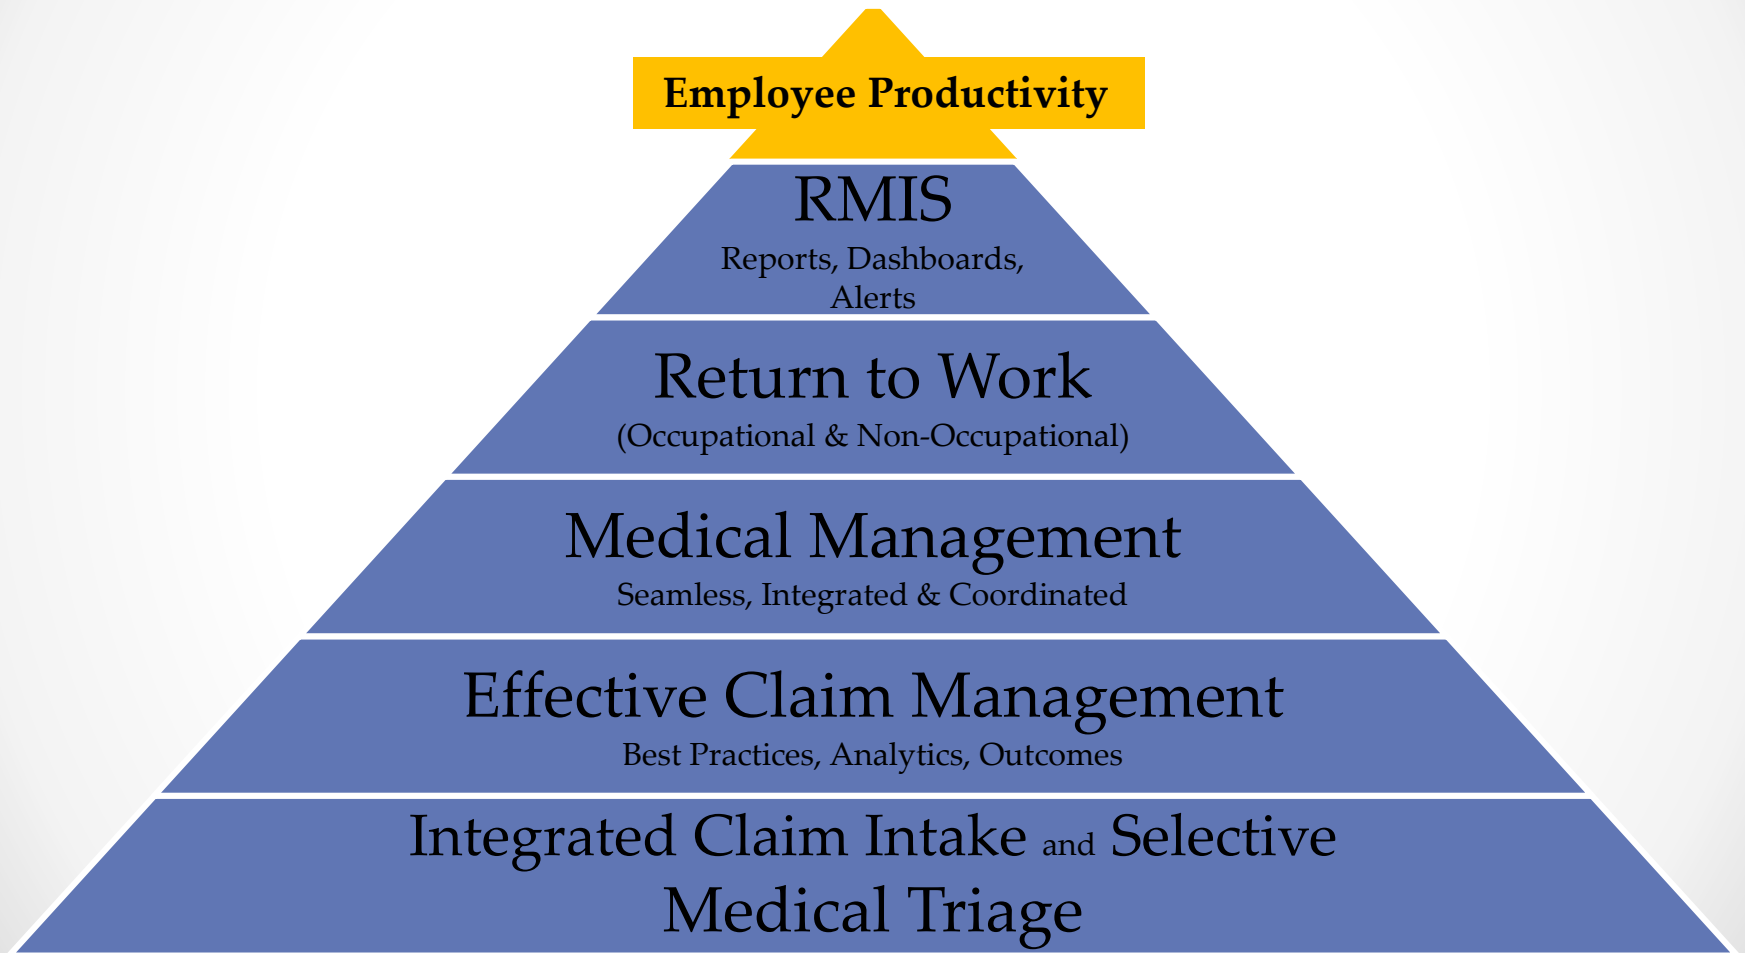 Employee Productivity
RMIS
Reports, Dashboards,
Alerts
Return to Work
(Occupational & Non-Occupational)
Medical Management
Seamless, Integrated & Coordinated
Effective Claim Management
Best Practices, Analytics, Outcomes
Integrated Claim Intake and Selective
Medical Triage